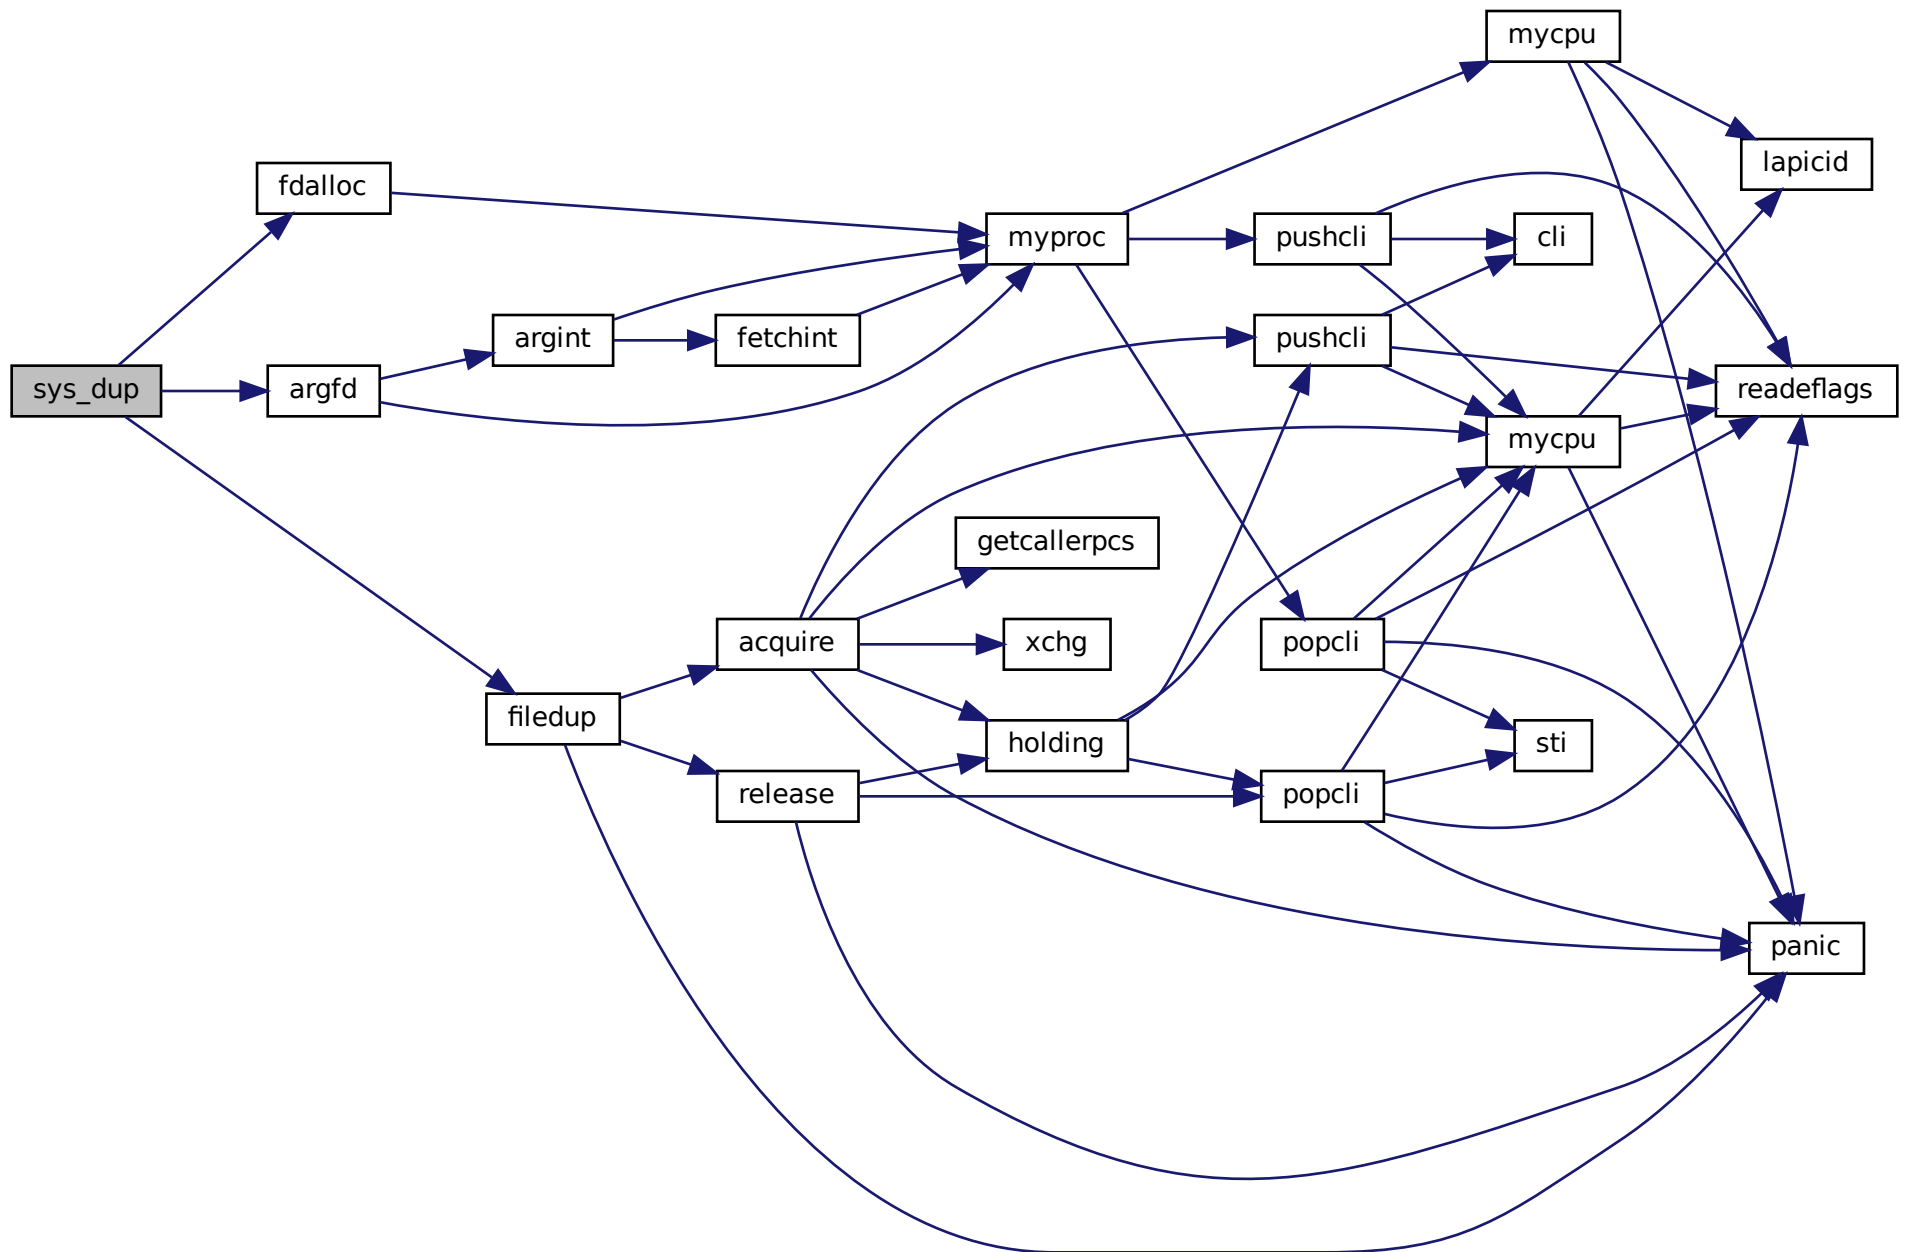 mycpu
lapicid
fdalloc
myproc
pushcli
cli
argint
fetchint
pushcli
sys_dup
argfd
readeflags
mycpu
getcallerpcs
acquire
xchg
popcli
filedup
holding
sti
release
popcli
panic